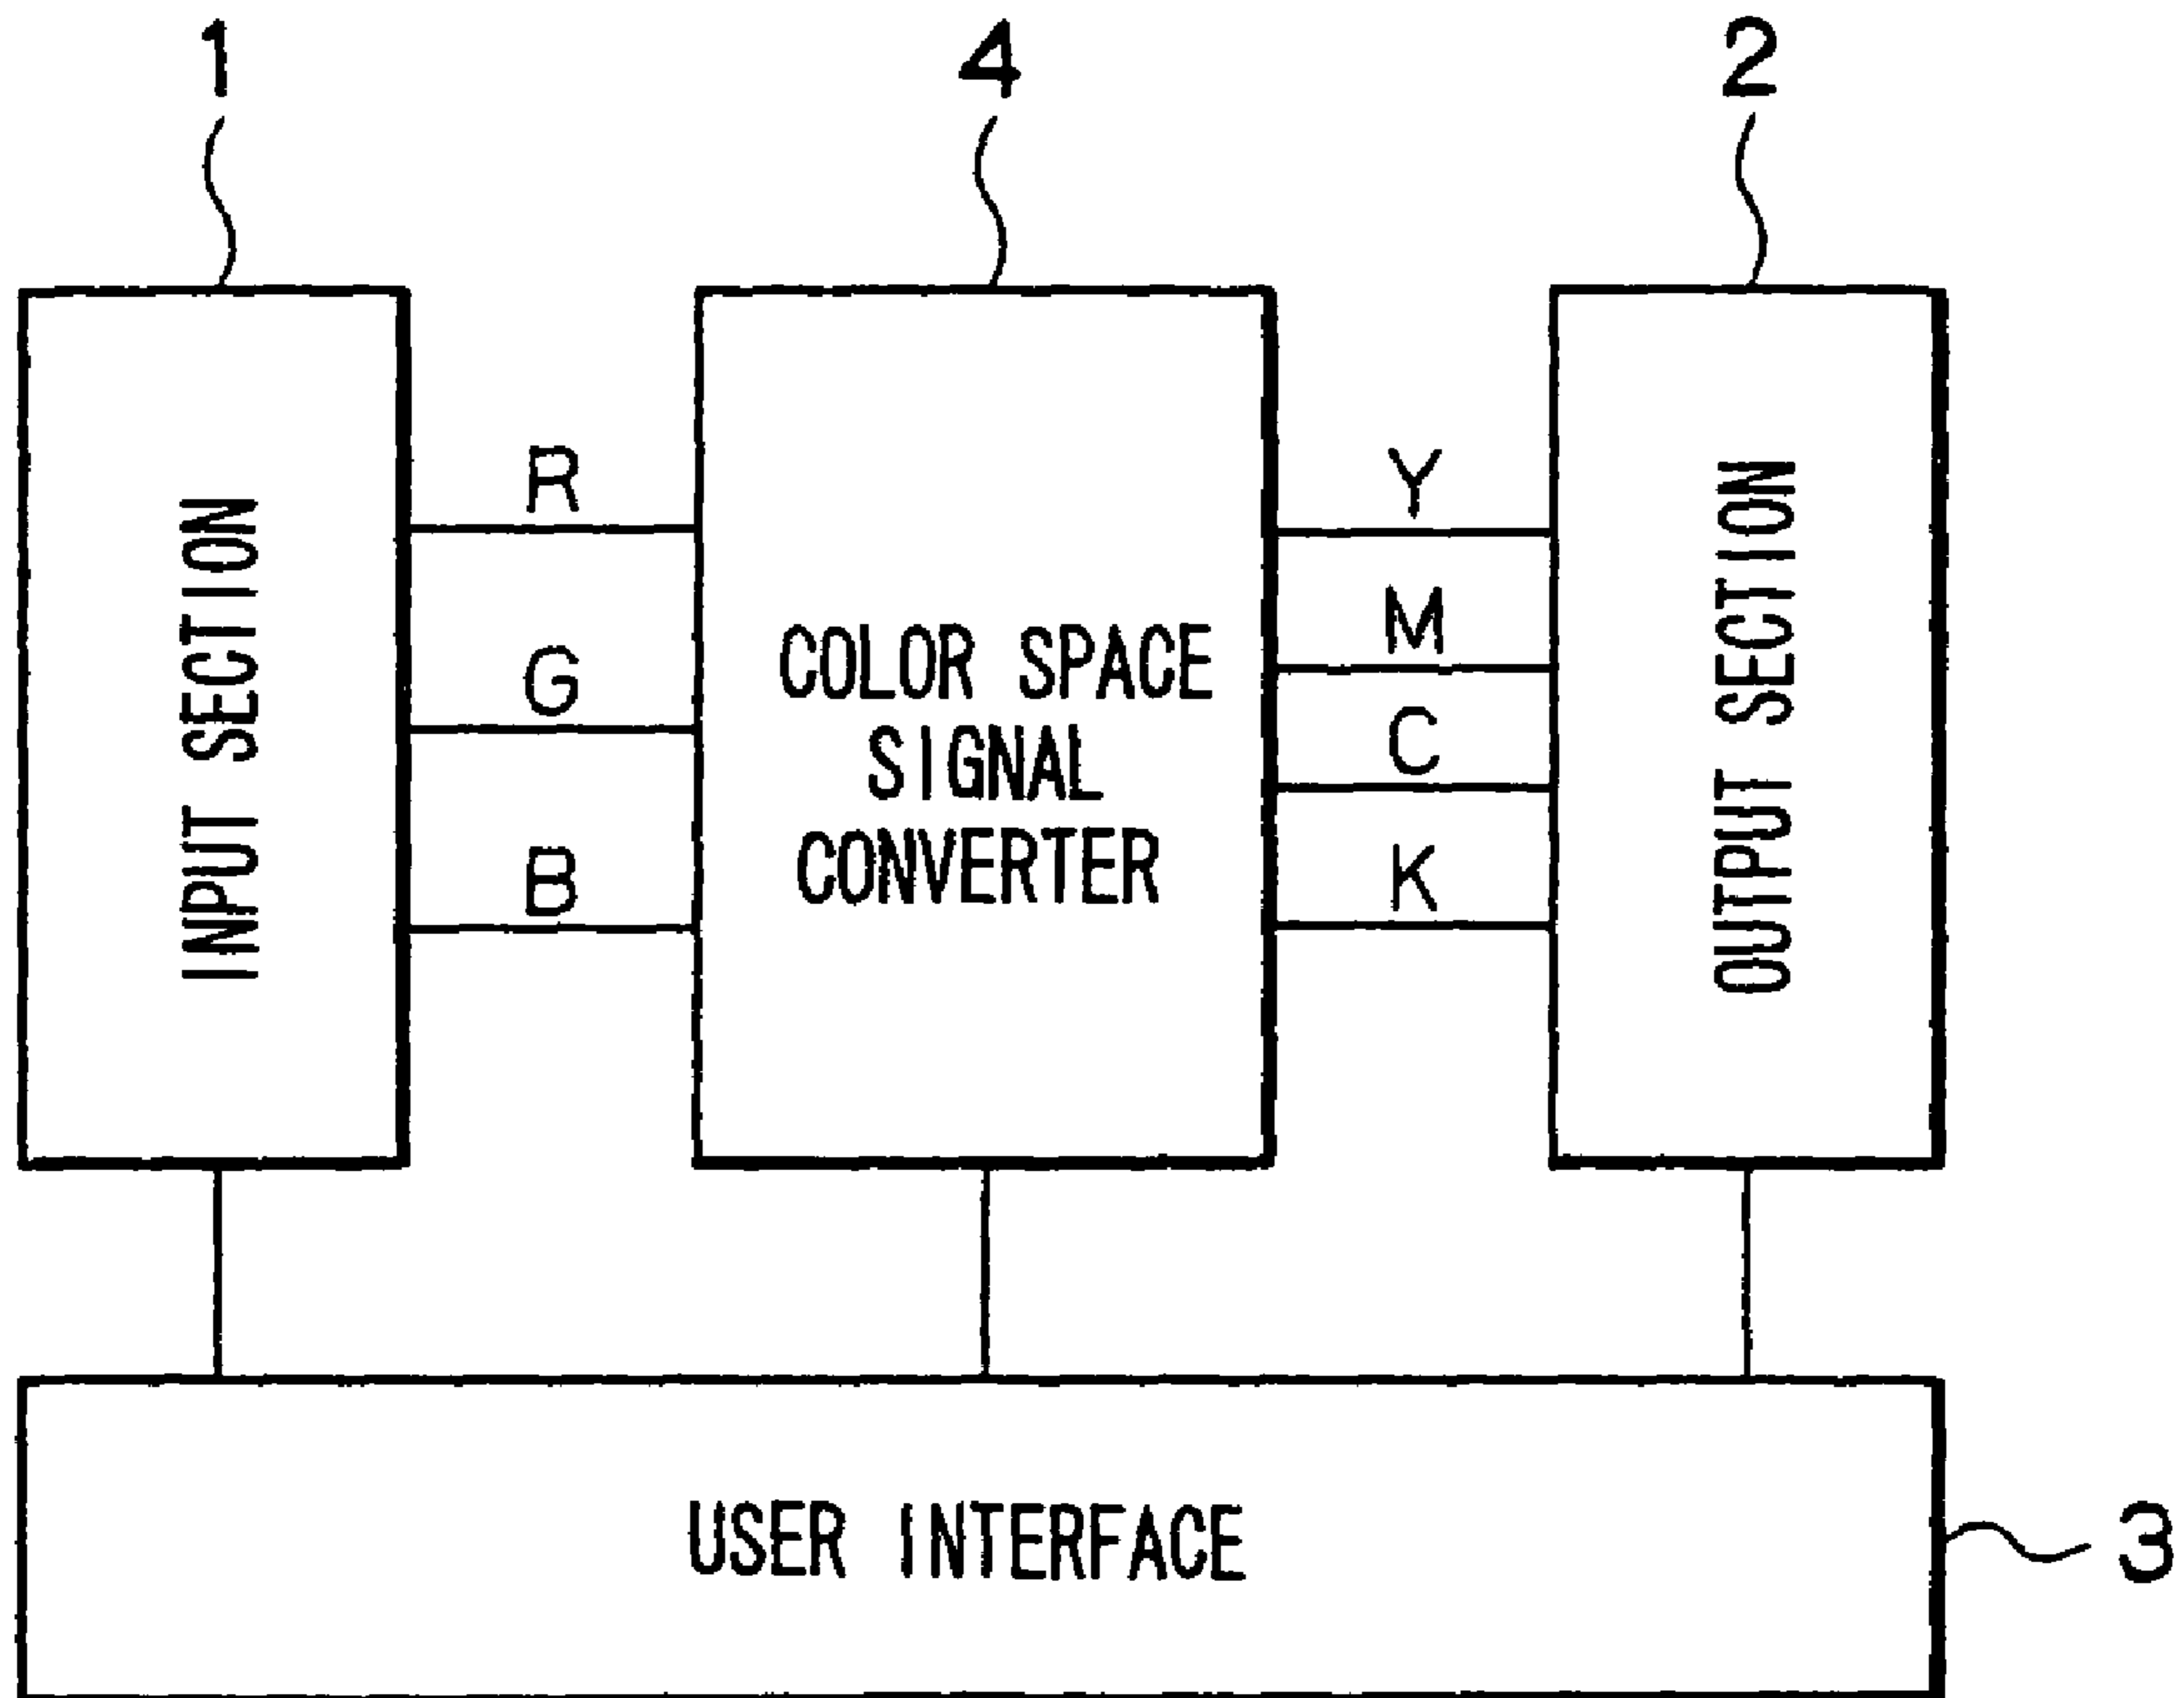 1
4
2
INPUT SECTION
R
G
B
COLOR SPACE
SIGNAL
CONVERTER
Y
M
C
K
OUTPUT SECTION
USER INTERFACE
3